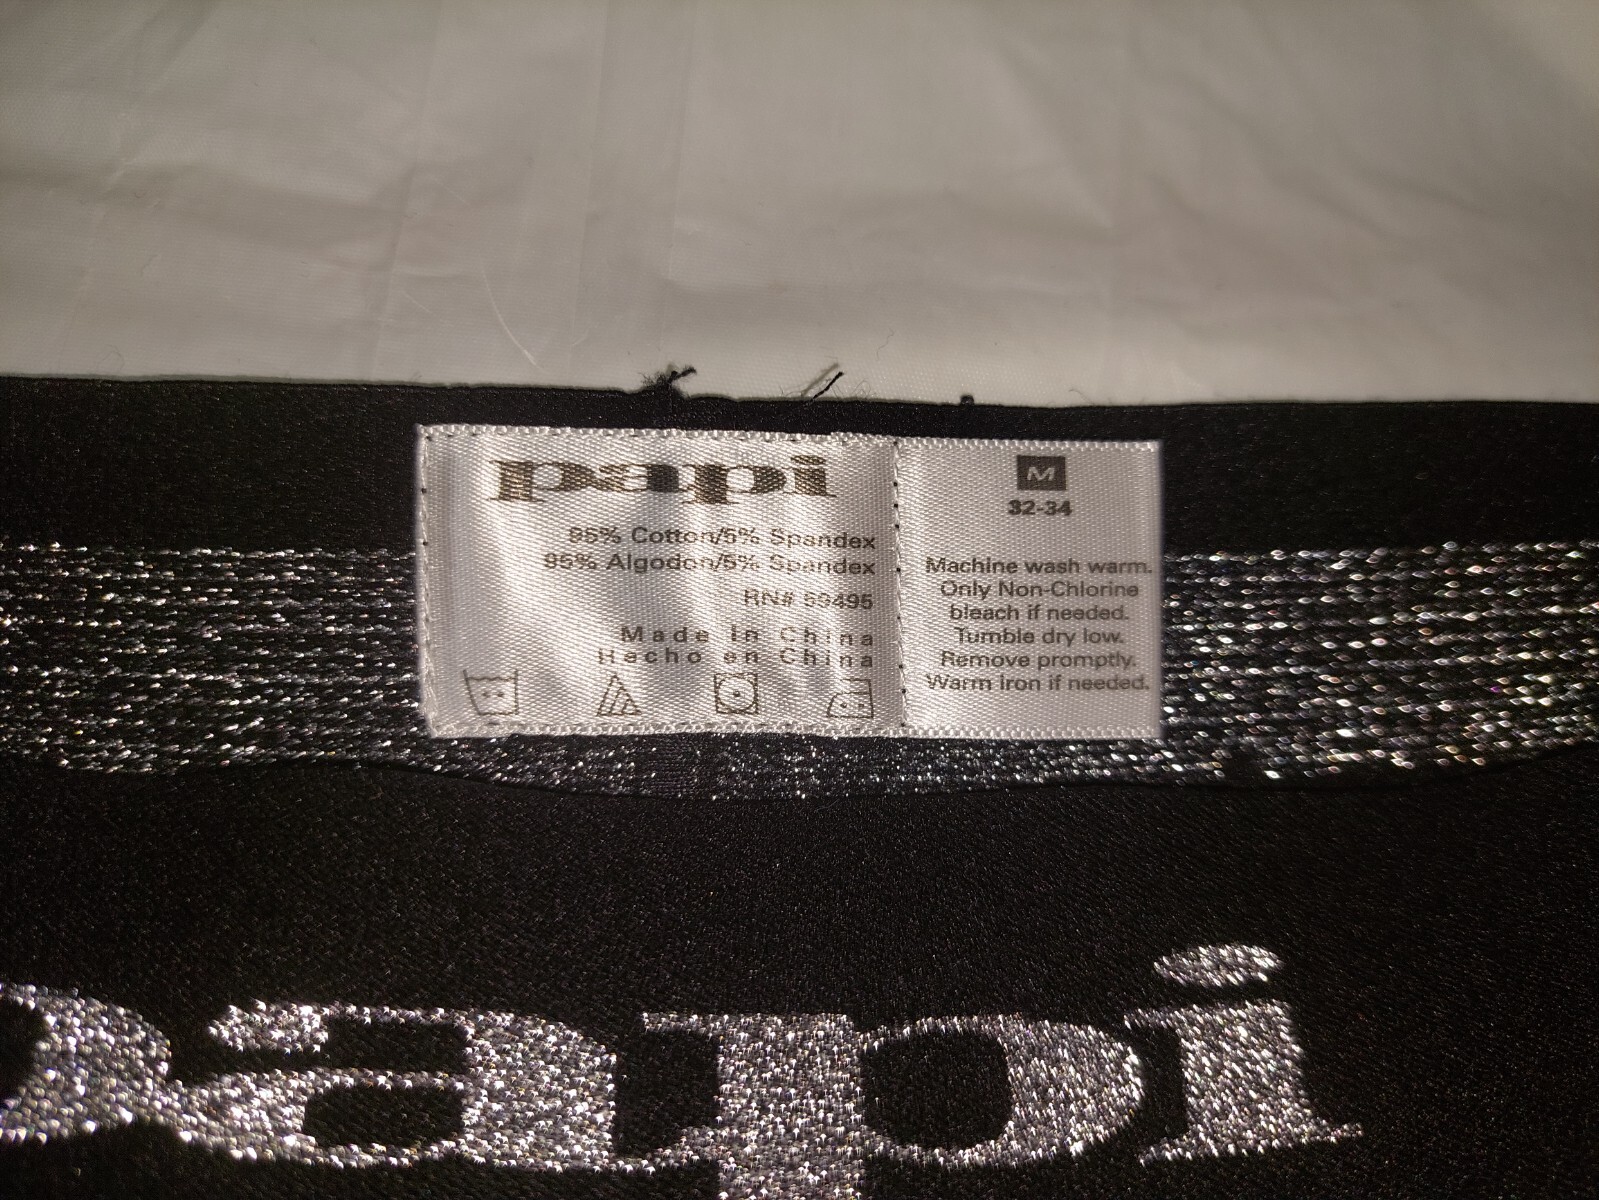 papi
95% Cotton/5% Spandex
95% Algodon/5% Spandex
RN# 59495
Made In China
Hecho en China
M
32-34
Machine wash warm.
Only Non-Chlorine
bleach if needed.
Tumble dry low.
Remove promptly.
Warm iron if needed.
papi